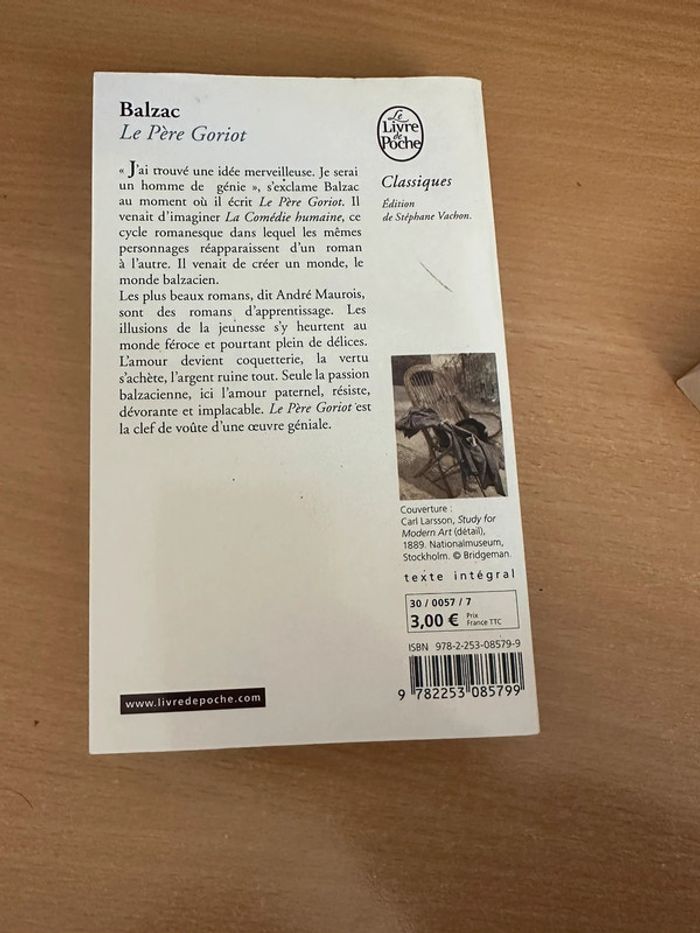 Balzac
Le Père Goriot
« J'ai trouvé une idée merveilleuse. Je serai
un homme de génie », s'exclame Balzac
au moment où il écrit Le Père Goriot. Il
venait d'imaginer La Comédie humaine, ce
cycle romanesque dans lequel les mêmes
personnages réapparaissent d'un roman
à l'autre. Il venait de créer un monde, le
monde balzacien.
Les plus beaux romans, dit André Maurois,
sont des romans d'apprentissage. Les
illusions de la jeunesse s'y heurtent au
monde féroce et pourtant plein de délices.
L'amour devient coquetterie, la vertu
s'achète, l'argent ruine tout. Seule la passion
balzacienne, ici l'amour paternel, résiste,
dévorante et implacable. Le Père Goriot est
la clef de voûte d'une œuvre géniale.
www.livredepoche.com
Le
Livre
de
Poche
Classiques
Édition
de Stéphane Vachon.
Couverture :
Carl Larsson, Study for
Modern Art (détail),
1889. Nationalmuseum,
Stockholm. © Bridgeman.
texte intégral
30 / 0057 / 7
3,00 € Prix
France TTC
ISBN 978-2-253-08579-9
9 782253 085799